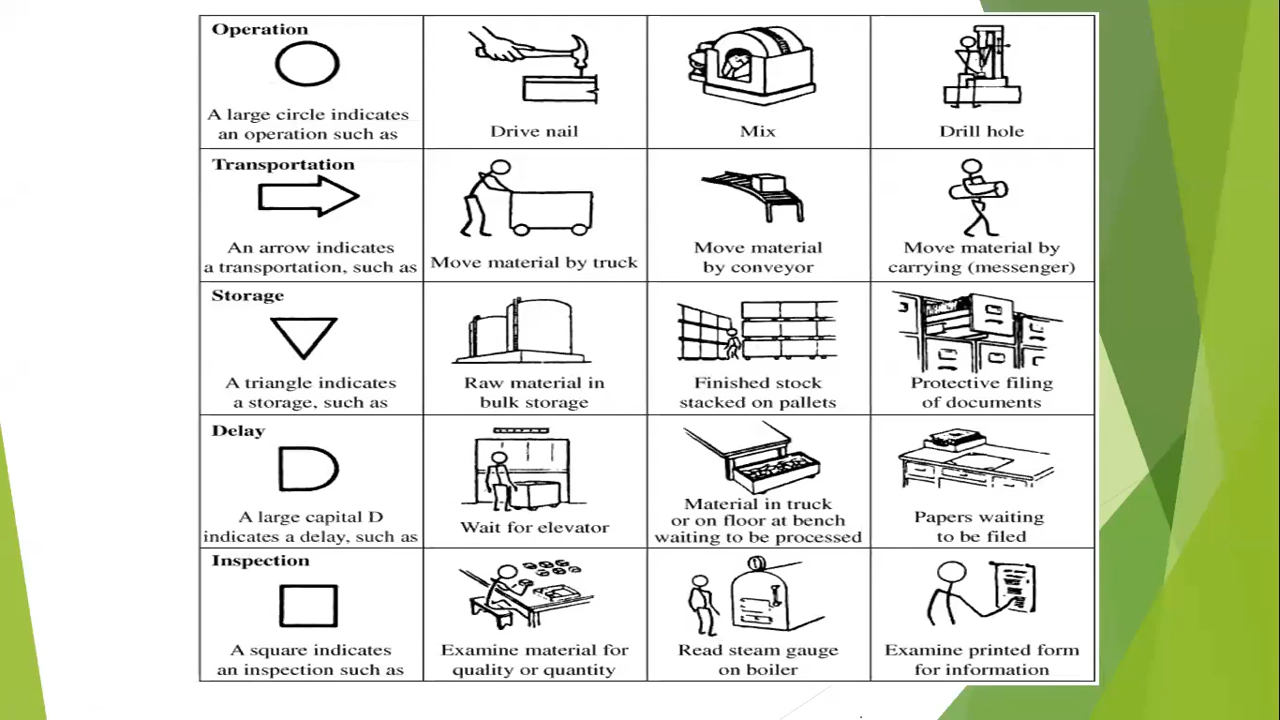 Operation
A large circle indicates
an operation such as
Drive nail
Mix
Drill hole
Transportation
An arrow indicates
a transportation, such as
Move material by truck
Move material
by conveyor
Move material by
carrying (messenger)
Storage
A triangle indicates
a storage, such as
Raw material in
bulk storage
Finished stock
stacked on pallets
Protective filing
of documents
Delay
A large capital D
indicates a delay, such as
Wait for elevator
Material in truck
or on floor at bench
waiting to be processed
Papers waiting
to be filed
Inspection
A square indicates
an inspection such as
Examine material for
quality or quantity
Read steam gauge
on boiler
Examine printed form
for information